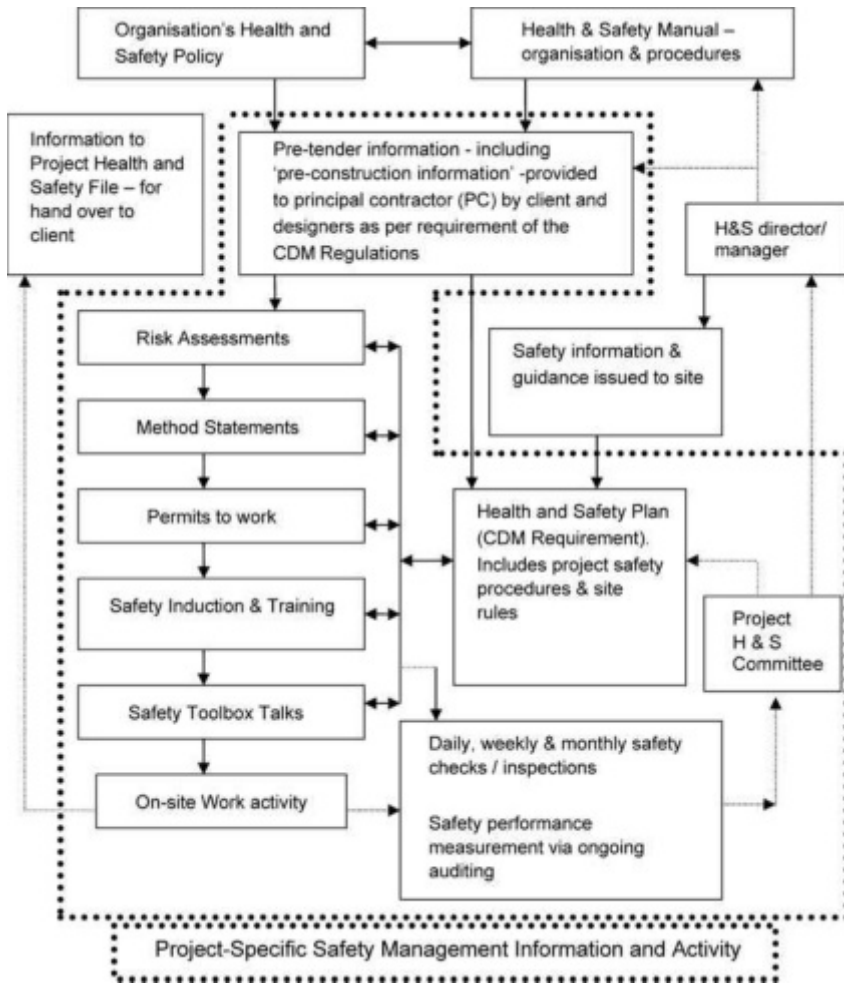 Organisation's Health and
Safety Policy
Health & Safety Manual –
organisation & procedures
Information to
Project Health and
Safety File – for
hand over to
client
Pre-tender information - including
'pre-construction information' -provided
to principal contractor (PC) by client and
designers as per requirement of the
CDM Regulations
H&S director/
manager
Risk Assessments
Safety information &
guidance issued to site
Method Statements
Permits to work
Health and Safety Plan
(CDM Requirement).
Includes project safety
procedures & site
rules
Safety Induction & Training
Project
H & S
Committee
Safety Toolbox Talks
Daily, weekly & monthly safety
checks / inspections
On-site Work activity
Safety performance
measurement via ongoing
auditing
Project-Specific Safety Management Information and Activity